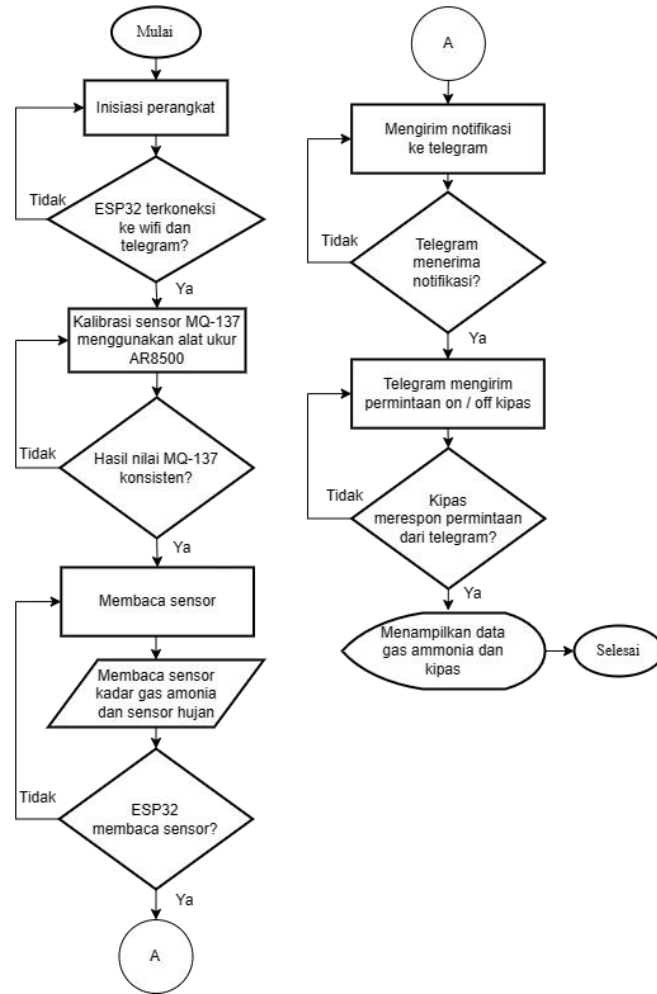 Mulai
Inisiasi perangkat
Tidak
ESP32 terkoneksi
ke wifi dan
telegram?
Ya
Kalibrasi sensor MQ-137
menggunakan alat ukur
AR8500
Tidak
Hasil nilai MQ-137
konsisten?
Ya
Membaca sensor
Membaca sensor
kadar gas amonia
dan sensor hujan
Tidak
ESP32
membaca sensor?
Ya
A
A
Mengirim notifikasi
ke telegram
Tidak
Telegram
menerima
notifikasi?
Ya
Telegram mengirim
permintaan on / off kipas
Tidak
Kipas
merespon permintaan
dari telegram?
Ya
Menampilkan data
gas ammonia dan
kipas
Selesai